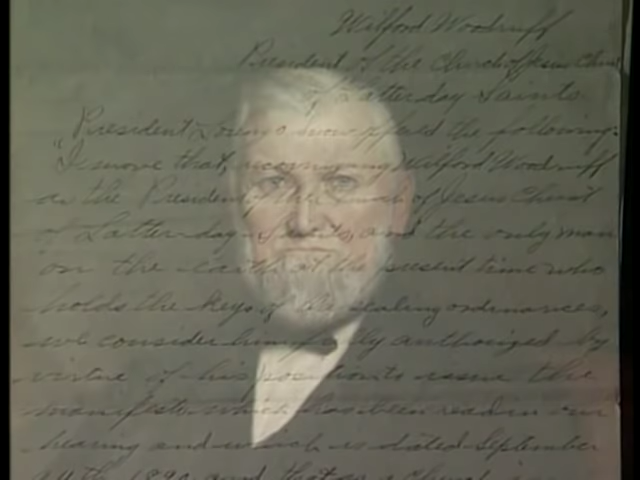 Wilford Woodruff
President of the Church of Jesus Christ
of Latter-day Saints.
President Lorenzo Snow offered the following:
"I move that, recognizing Wilford Woodruff
as the President of the Church of Jesus Christ
of Latter-day Saints, and the only man
on the earth at the present time who
holds the keys of the sealing ordinances,
we consider him fully authorized by
virtue of his position to issue the
manifesto which has been read in our
hearing and which is dated September
24th 1890 and that